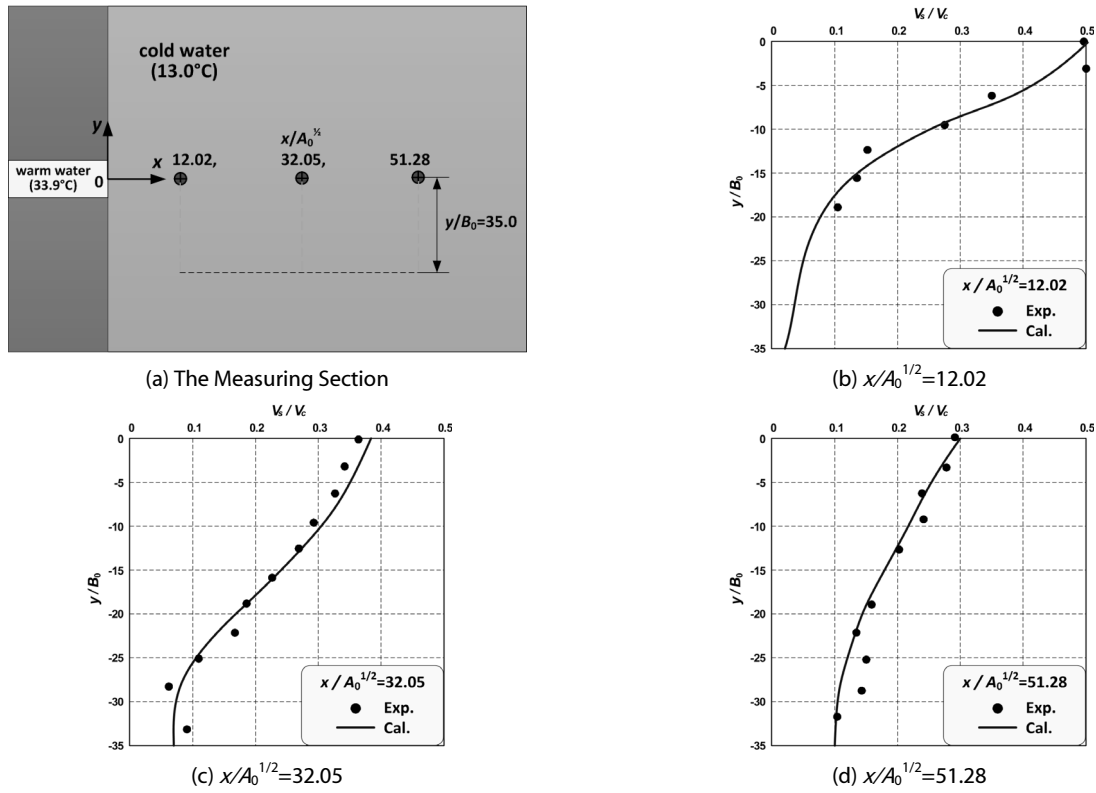 cold water
(13.0°C)
y
x/A₀^½
x 12.02, 32.05, 51.28
warm water
(33.9°C)
0
y/B₀=35.0
(a) The Measuring Section
Vs / Vc
0 0.1 0.2 0.3 0.4 0.5
y / B₀
0
-5
-10
-15
-20
-25
-30
-35
x / A₀^1/2=12.02
Exp.
Cal.
(b) x/A₀^1/2=12.02
Vs / Vc
0 0.1 0.2 0.3 0.4 0.5
y / B₀
0
-5
-10
-15
-20
-25
-30
-35
x / A₀^1/2=32.05
Exp.
Cal.
(c) x/A₀^1/2=32.05
Vs / Vc
0 0.1 0.2 0.3 0.4 0.5
y / B₀
0
-5
-10
-15
-20
-25
-30
-35
x / A₀^1/2=51.28
Exp.
Cal.
(d) x/A₀^1/2=51.28